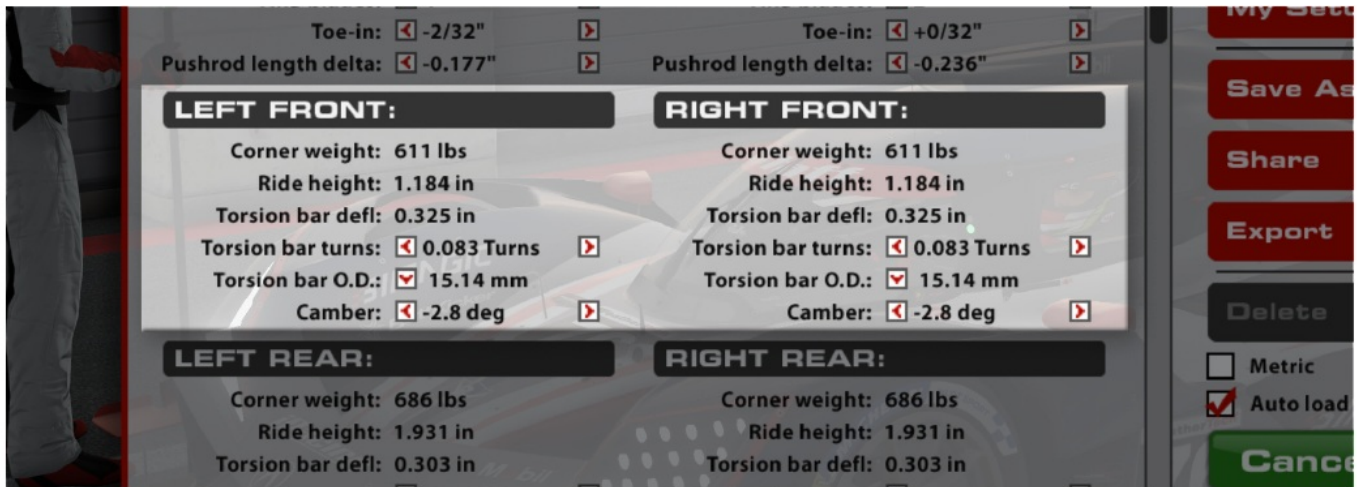 Toe-in: -2/32" Toe-in: +0/32"
Pushrod length delta: -0.177" Pushrod length delta: -0.236"
LEFT FRONT: RIGHT FRONT:
Corner weight: 611 lbs Corner weight: 611 lbs
Ride height: 1.184 in Ride height: 1.184 in
Torsion bar defl: 0.325 in Torsion bar defl: 0.325 in
Torsion bar turns: 0.083 Turns Torsion bar turns: 0.083 Turns
Torsion bar O.D.: 15.14 mm Torsion bar O.D.: 15.14 mm
Camber: -2.8 deg Camber: -2.8 deg
LEFT REAR: RIGHT REAR:
Corner weight: 686 lbs Corner weight: 686 lbs
Ride height: 1.931 in Ride height: 1.931 in
Torsion bar defl: 0.303 in Torsion bar defl: 0.303 in
My Setu
Save As
Share
Export
Delete
Metric
Auto load
Cance